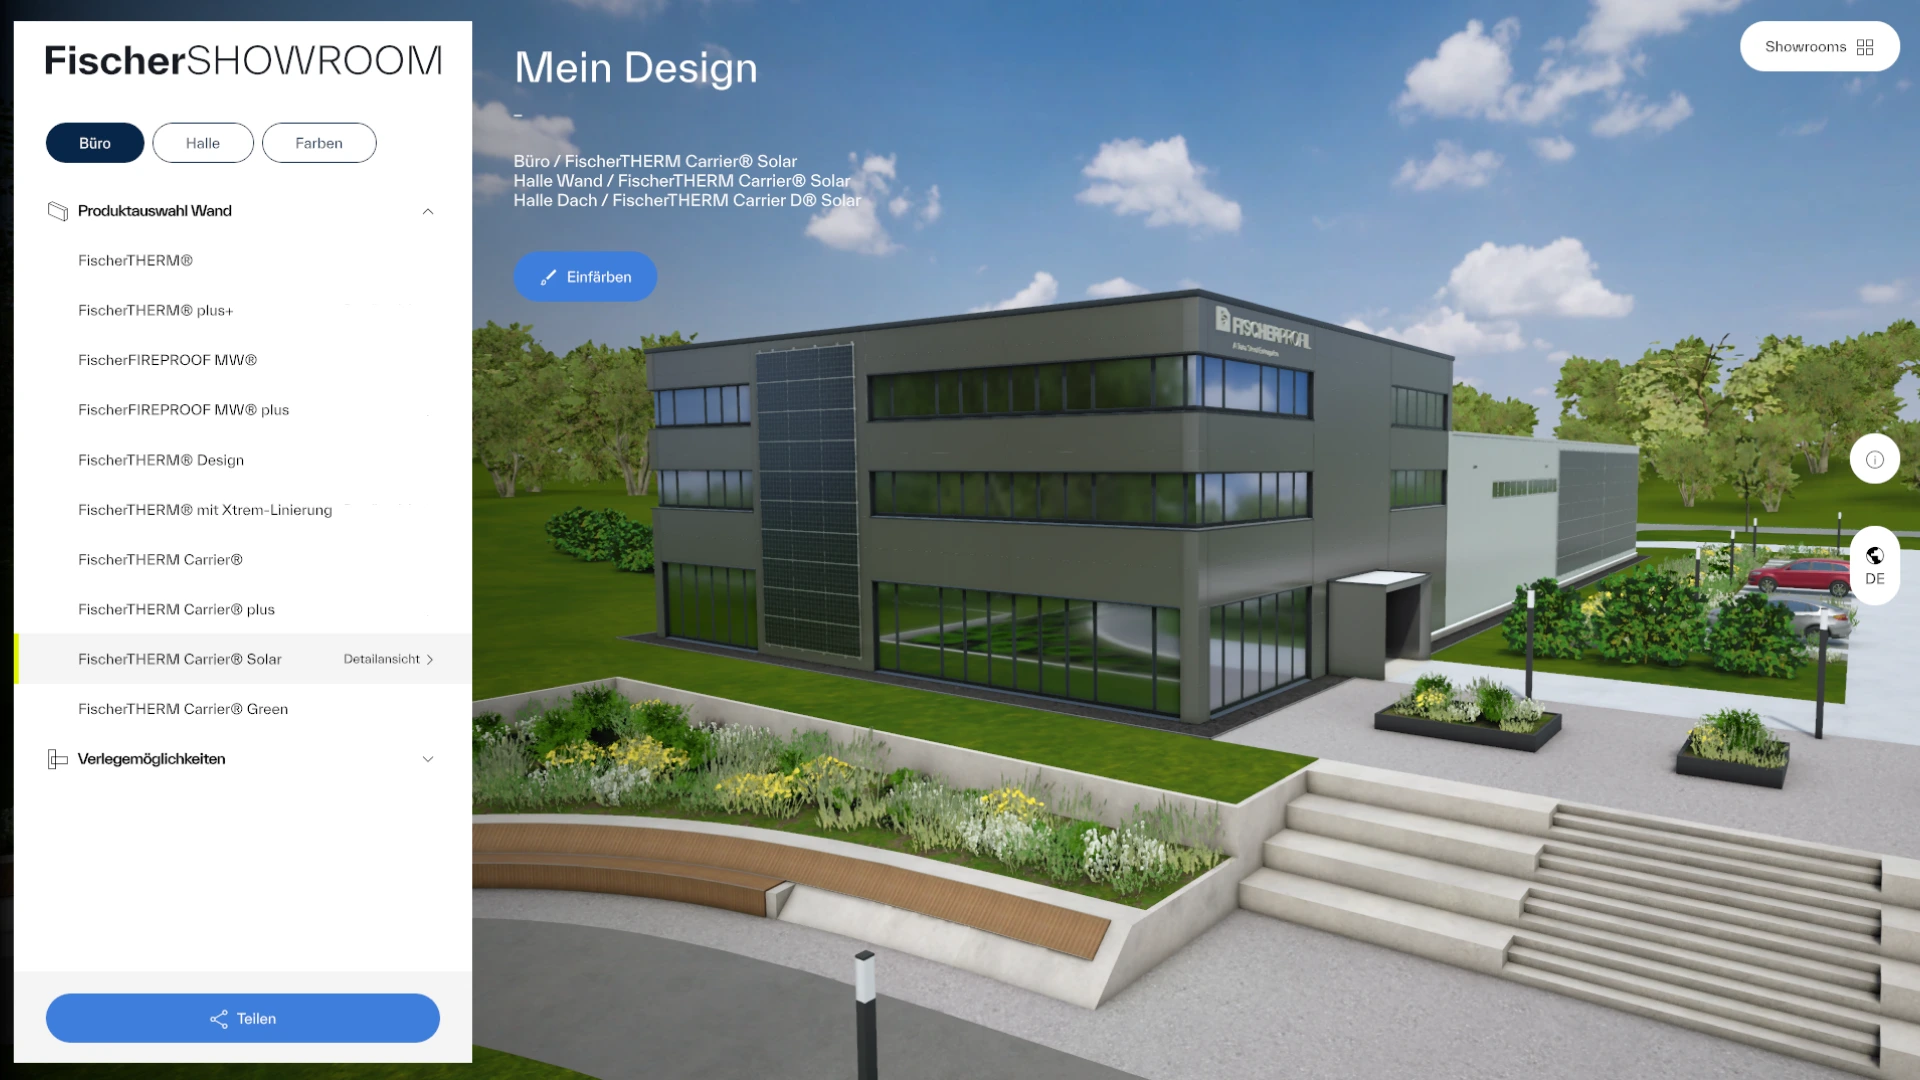 FischerSHOWROOM
Büro
Halle
Farben
Produktauswahl Wand
FischerTHERM®
FischerTHERM® plus+
FischerFIREPROOF MW®
FischerFIREPROOF MW® plus
FischerTHERM® Design
FischerTHERM® mit Xtrem-Linierung
FischerTHERM Carrier®
FischerTHERM Carrier® plus
FischerTHERM Carrier® Solar
Detailansicht
FischerTHERM Carrier® Green
Verlegemöglichkeiten
Teilen
Mein Design
–
Büro / FischerTHERM Carrier® Solar
Halle Wand / FischerTHERM Carrier® Solar
Halle Dach / FischerTHERM Carrier D® Solar
Einfärben
FISCHERPROFIL
Showrooms
DE